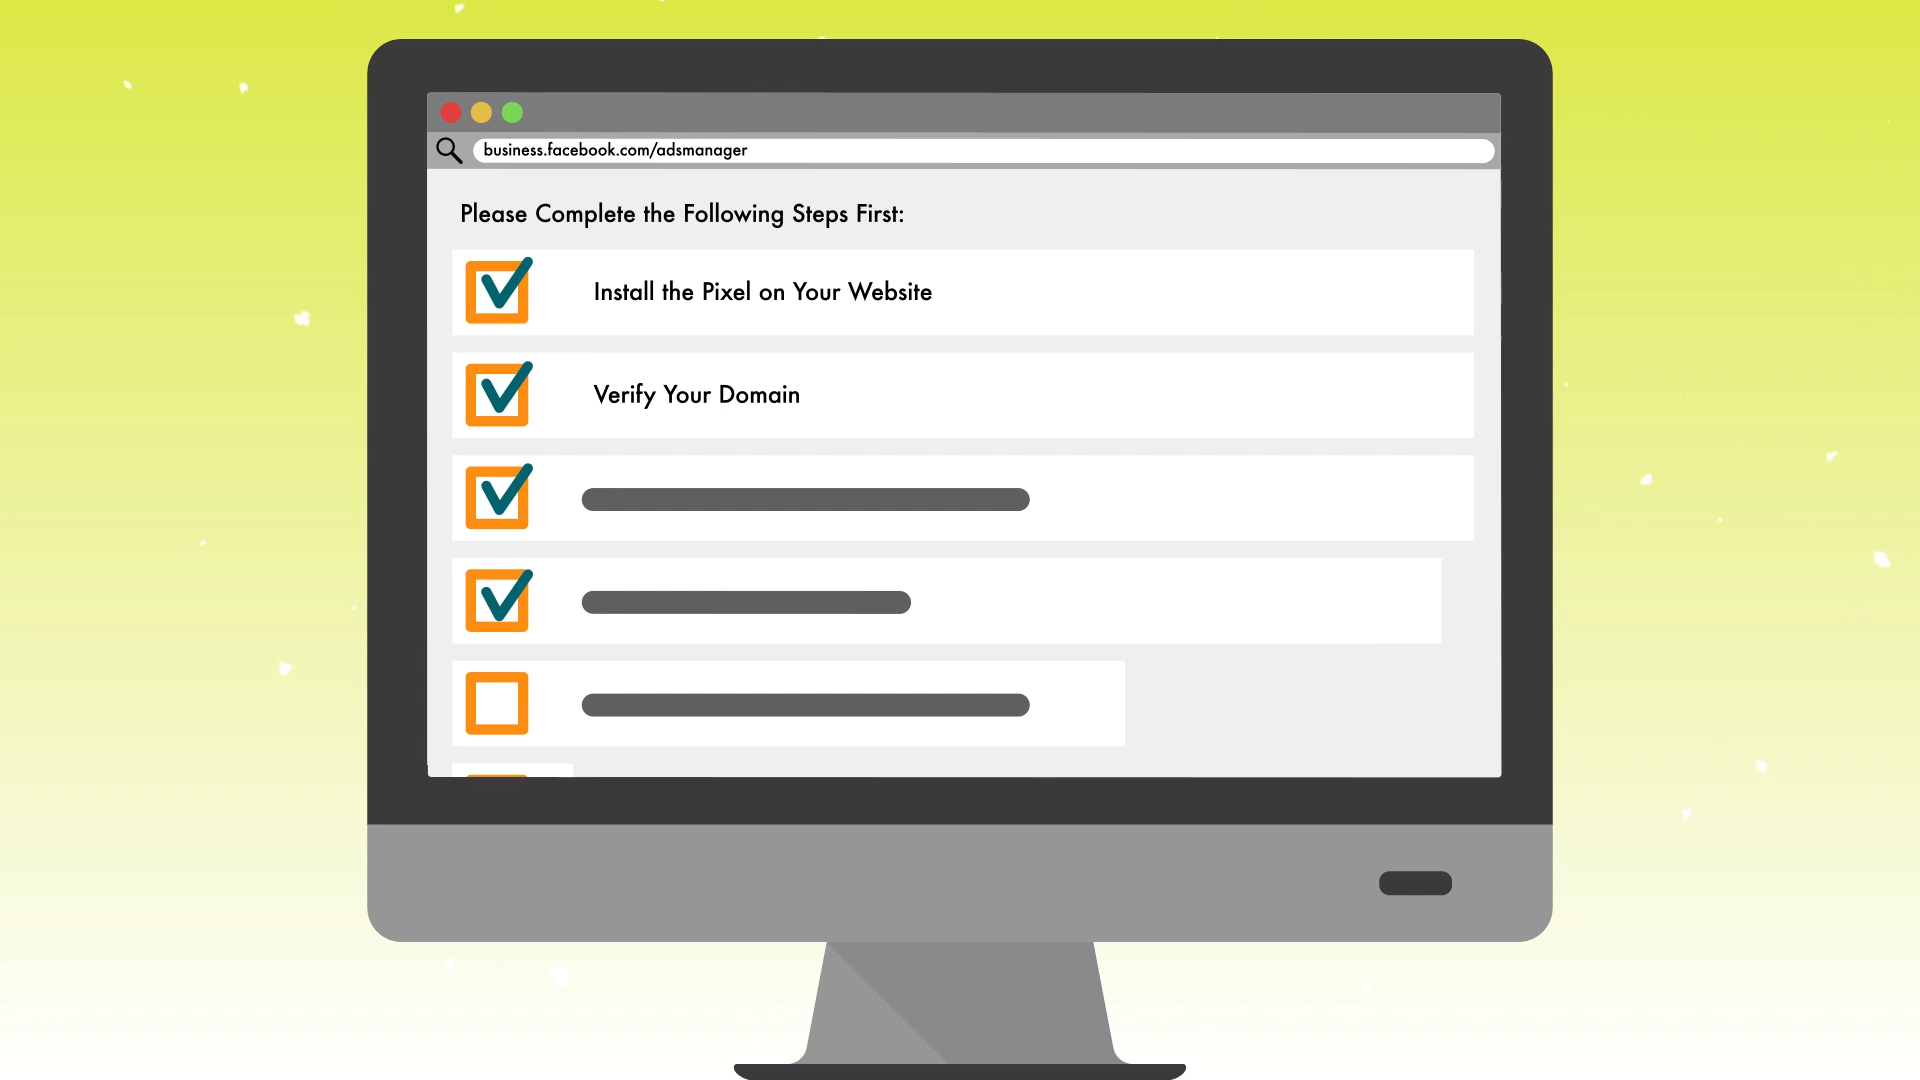 business.facebook.com/adsmanager
Please Complete the Following Steps First:
Install the Pixel on Your Website
Verify Your Domain